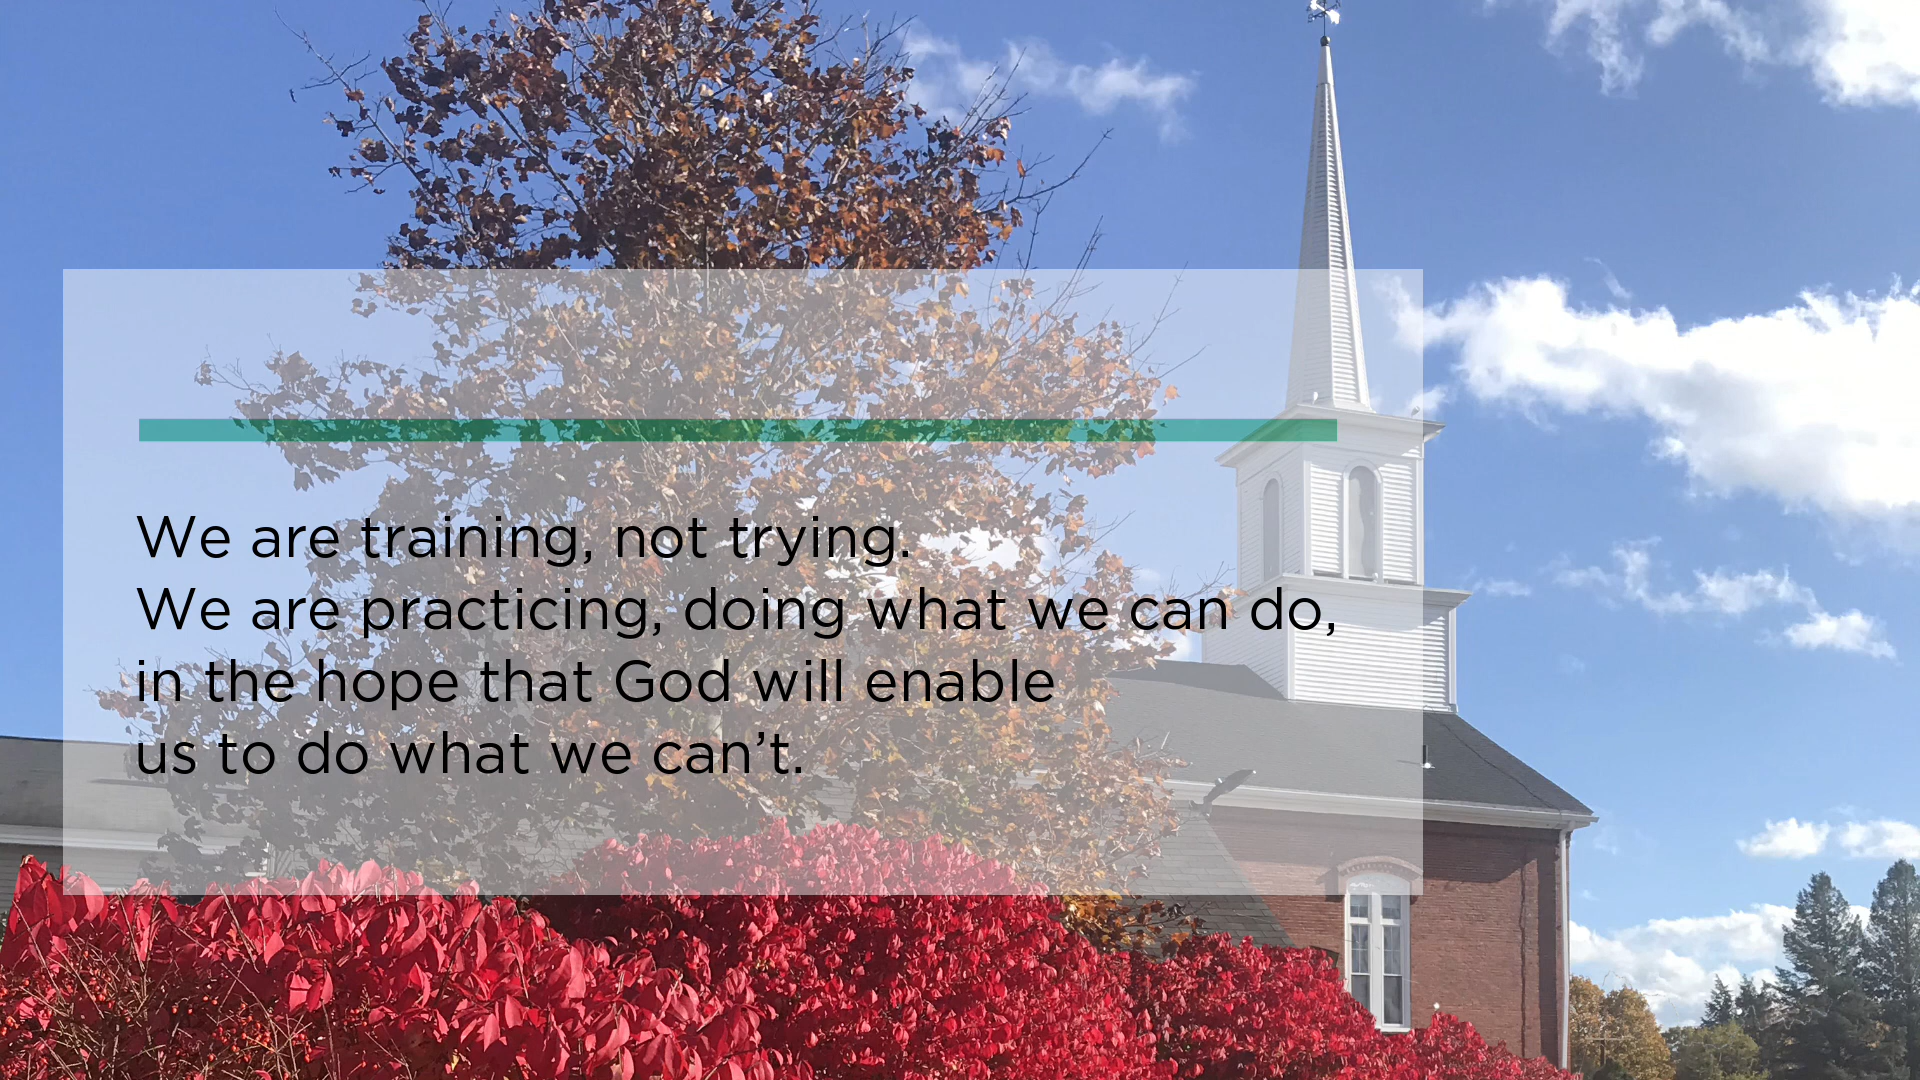 We are training, not trying.
We are practicing, doing what we can do,
in the hope that God will enable
us to do what we can’t.